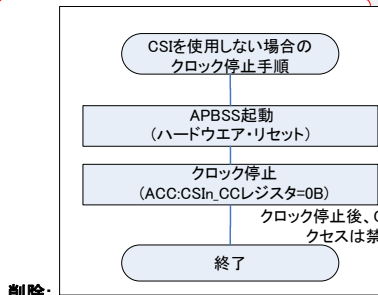 CSIを使用しない場合の
クロック停止手順
APBSS起動
(ハードウエア・リセット)
クロック停止
(ACC:CSIn_CCレジスタ=0B)
クロック停止後、
クセスは禁
終了
削除: